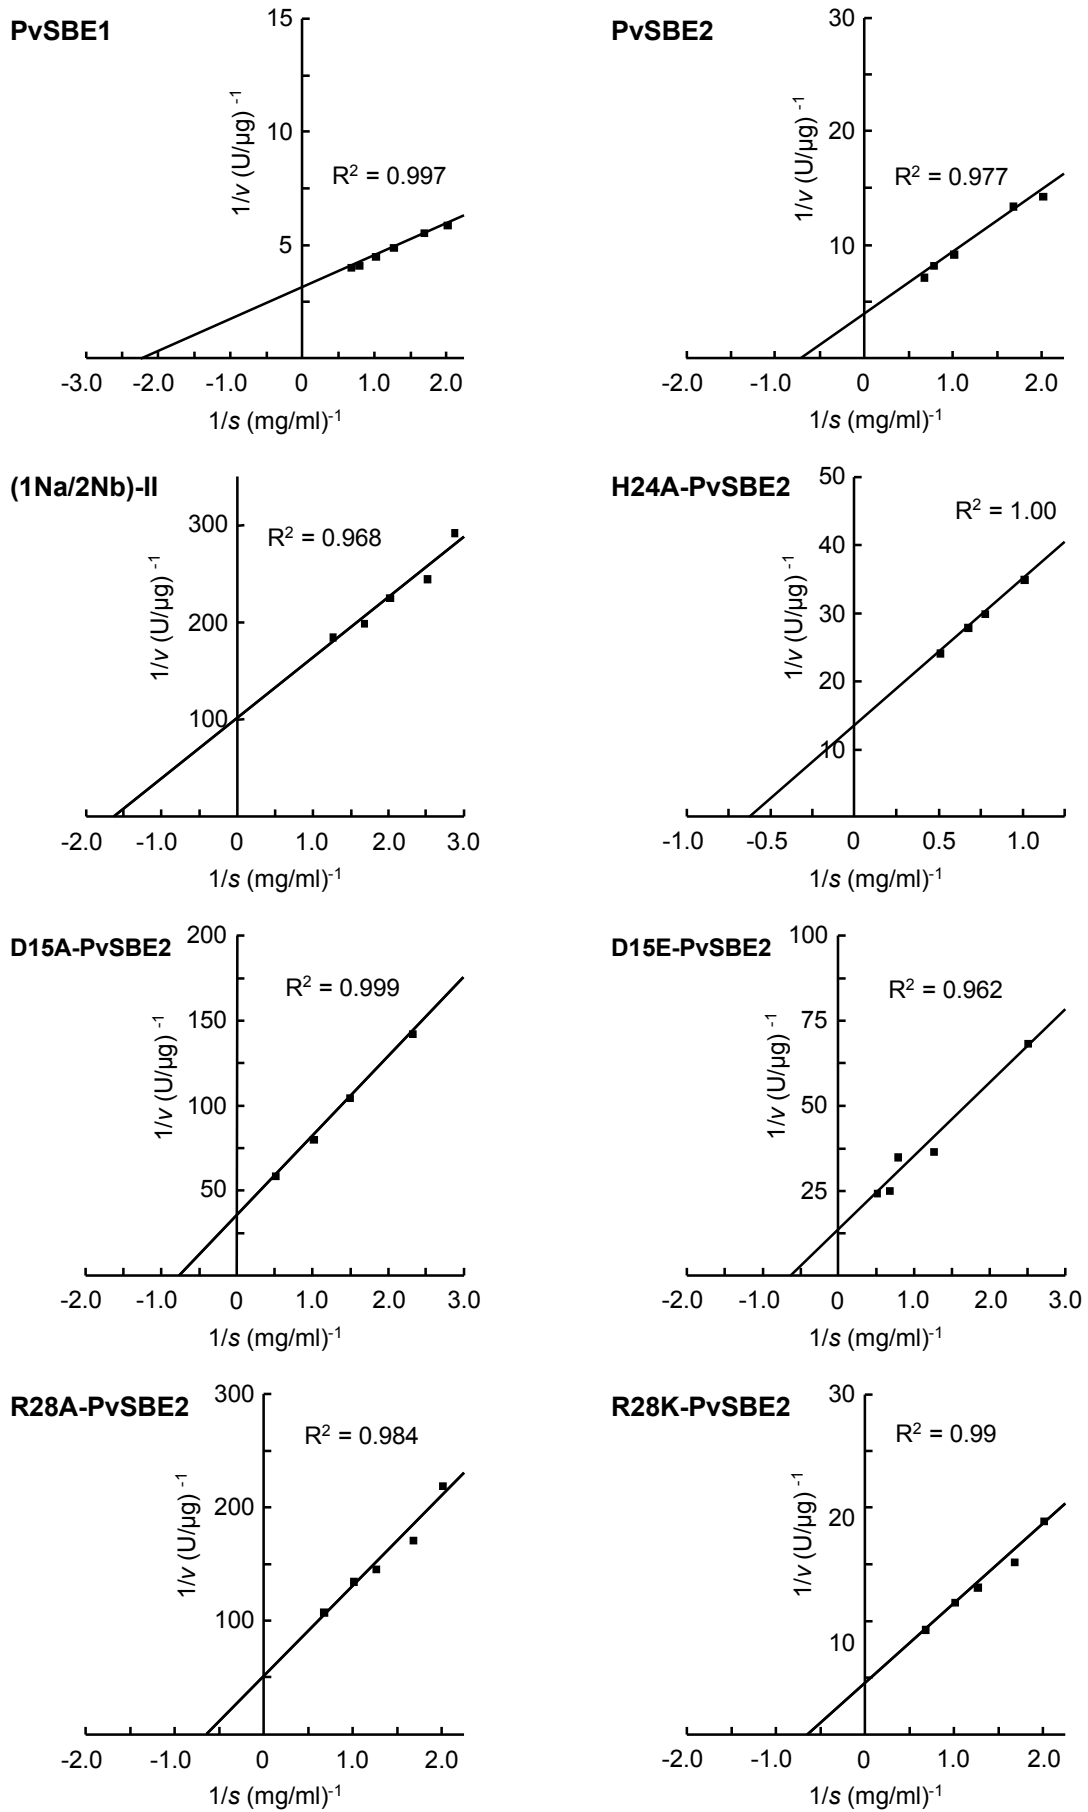 PvSBE1
15
10
5
1/v (U/µg) -1
R2 = 0.997
-3.0 -2.0 -1.0 0 1.0 2.0
1/s (mg/ml)-1
PvSBE2
30
20
10
1/v (U/µg) -1
R2 = 0.977
-2.0 -1.0 0 1.0 2.0
1/s (mg/ml)-1
(1Na/2Nb)-II
300
200
100
1/v (U/µg) -1
R2 = 0.968
-2.0 -1.0 0 1.0 2.0 3.0
1/s (mg/ml)-1
H24A-PvSBE2
50
40
30
20
10
1/v (U/µg) -1
R2 = 1.00
-1.0 -0.5 0 0.5 1.0
1/s (mg/ml)-1
D15A-PvSBE2
200
150
100
50
1/v (U/µg) -1
R2 = 0.999
-2.0 -1.0 0 1.0 2.0 3.0
1/s (mg/ml)-1
D15E-PvSBE2
100
75
50
25
1/v (U/µg) -1
R2 = 0.962
-2.0 -1.0 0 1.0 2.0 3.0
1/s (mg/ml)-1
R28A-PvSBE2
300
200
100
1/v (U/µg) -1
R2 = 0.984
-2.0 -1.0 0 1.0 2.0
1/s (mg/ml)-1
R28K-PvSBE2
30
20
10
1/v (U/µg) -1
R2 = 0.99
-2.0 -1.0 0 1.0 2.0
1/s (mg/ml)-1